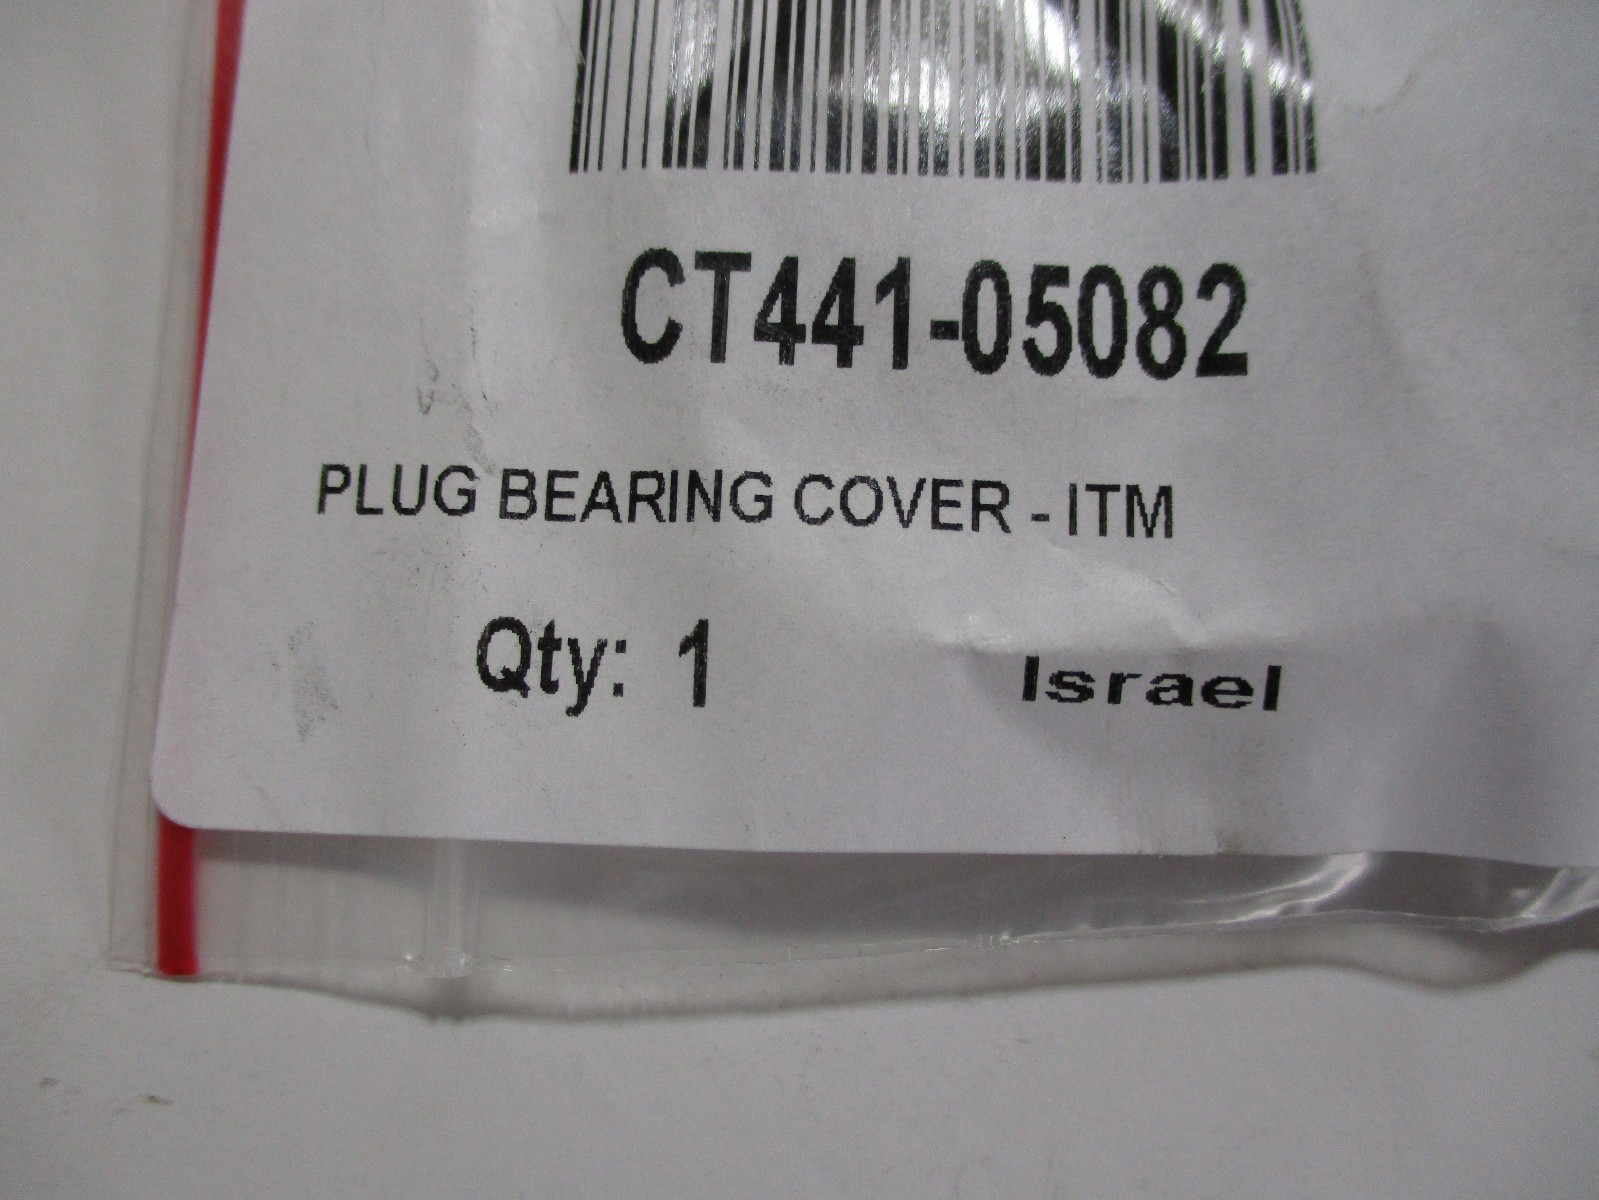 CT441-05082
PLUG BEARING COVER - ITM
Qty: 1 Israel